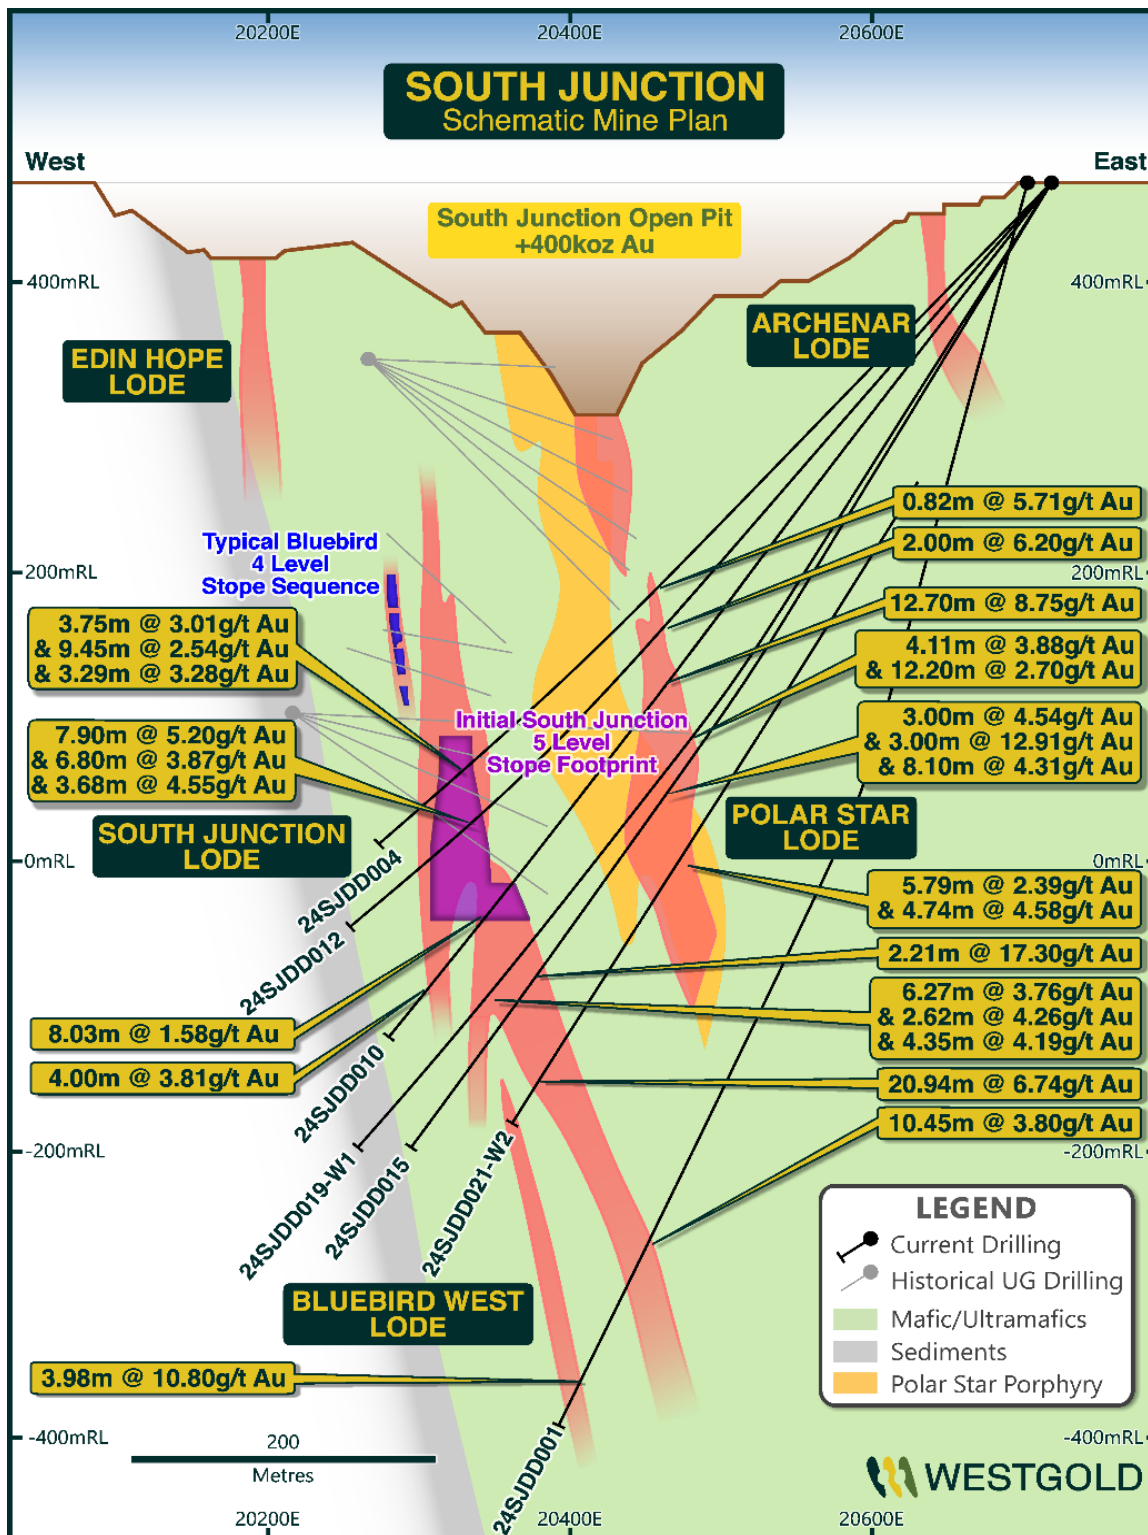 20200E
20400E
20600E
SOUTH JUNCTION
Schematic Mine Plan
West
East
South Junction Open Pit
+400koz Au
400mRL
400mRL
ARCHENAR
LODE
EDIN HOPE
LODE
0.82m @ 5.71g/t Au
Typical Bluebird
4 Level
Stope Sequence
2.00m @ 6.20g/t Au
200mRL
200mRL
12.70m @ 8.75g/t Au
3.75m @ 3.01g/t Au
& 9.45m @ 2.54g/t Au
& 3.29m @ 3.28g/t Au
4.11m @ 3.88g/t Au
& 12.20m @ 2.70g/t Au
Initial South Junction
5 Level
Stope Footprint
7.90m @ 5.20g/t Au
& 6.80m @ 3.87g/t Au
& 3.68m @ 4.55g/t Au
3.00m @ 4.54g/t Au
& 3.00m @ 12.91g/t Au
& 8.10m @ 4.31g/t Au
POLAR STAR
LODE
SOUTH JUNCTION
LODE
0mRL
0mRL
24SJDD004
5.79m @ 2.39g/t Au
& 4.74m @ 4.58g/t Au
24SJDD012
2.21m @ 17.30g/t Au
6.27m @ 3.76g/t Au
& 2.62m @ 4.26g/t Au
& 4.35m @ 4.19g/t Au
8.03m @ 1.58g/t Au
4.00m @ 3.81g/t Au
24SJDD010
20.94m @ 6.74g/t Au
10.45m @ 3.80g/t Au
-200mRL
-200mRL
24SJDD019-W1
24SJDD015
24SJDD021-W2
LEGEND
Current Drilling
Historical UG Drilling
Mafic/Ultramafics
Sediments
Polar Star Porphyry
BLUEBIRD WEST
LODE
3.98m @ 10.80g/t Au
24SJDD001
-400mRL
-400mRL
200
Metres
WESTGOLD
20200E
20400E
20600E